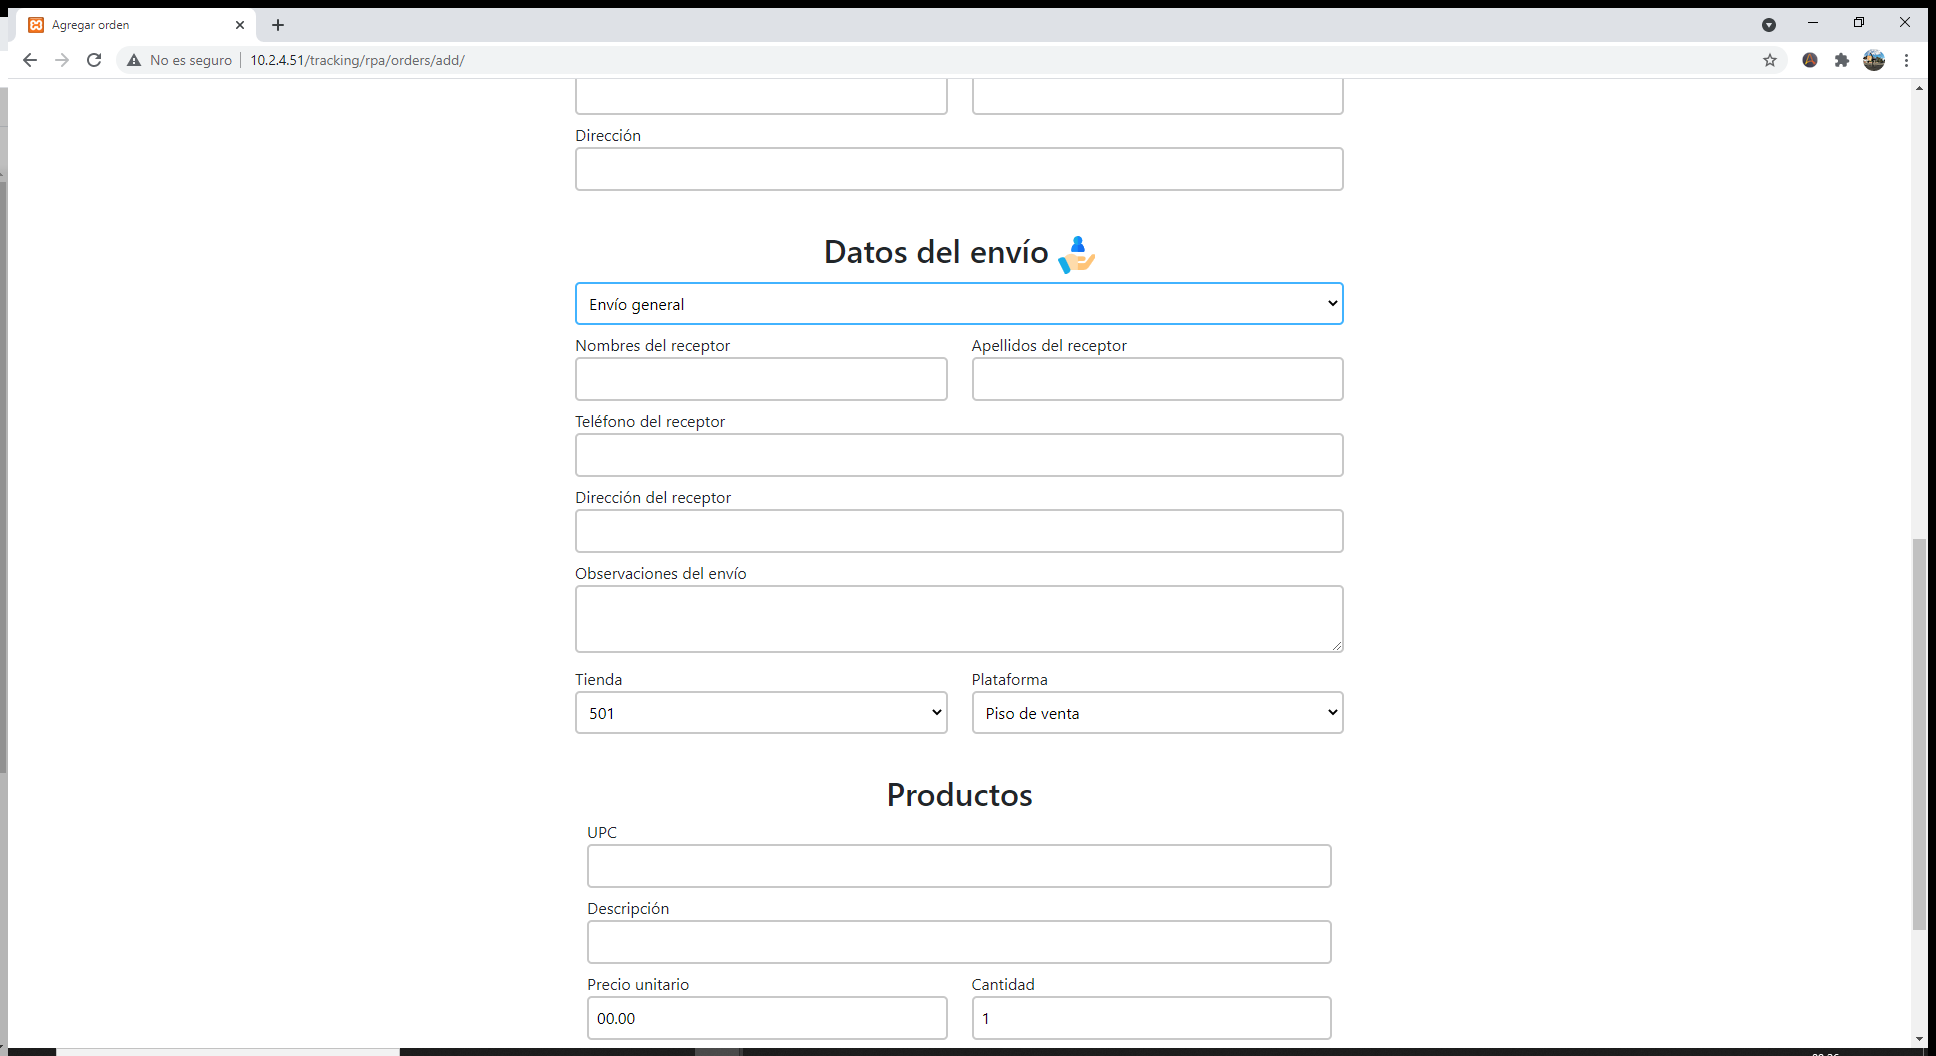 Agregar orden
No es seguro 10.2.4.51/tracking/rpa/orders/add/
Dirección
Datos del envío
Envío general
Nombres del receptor Apellidos del receptor
Teléfono del receptor
Dirección del receptor
Observaciones del envío
Tienda Plataforma
501 Piso de venta
Productos
UPC
Descripción
Precio unitario Cantidad
00.00 1